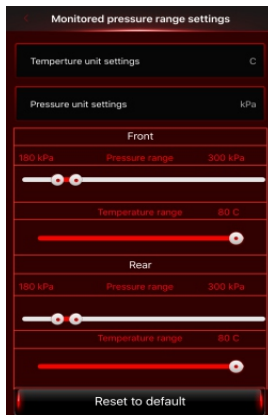 Monitored pressure range settings
Temperture unit settings C
Pressure unit settings kPa
Front
180 kPa Pressure range 300 kPa
Temperature range 80 C
Rear
180 kPa Pressure range 300 kPa
Temperature range 80 C
Reset to default